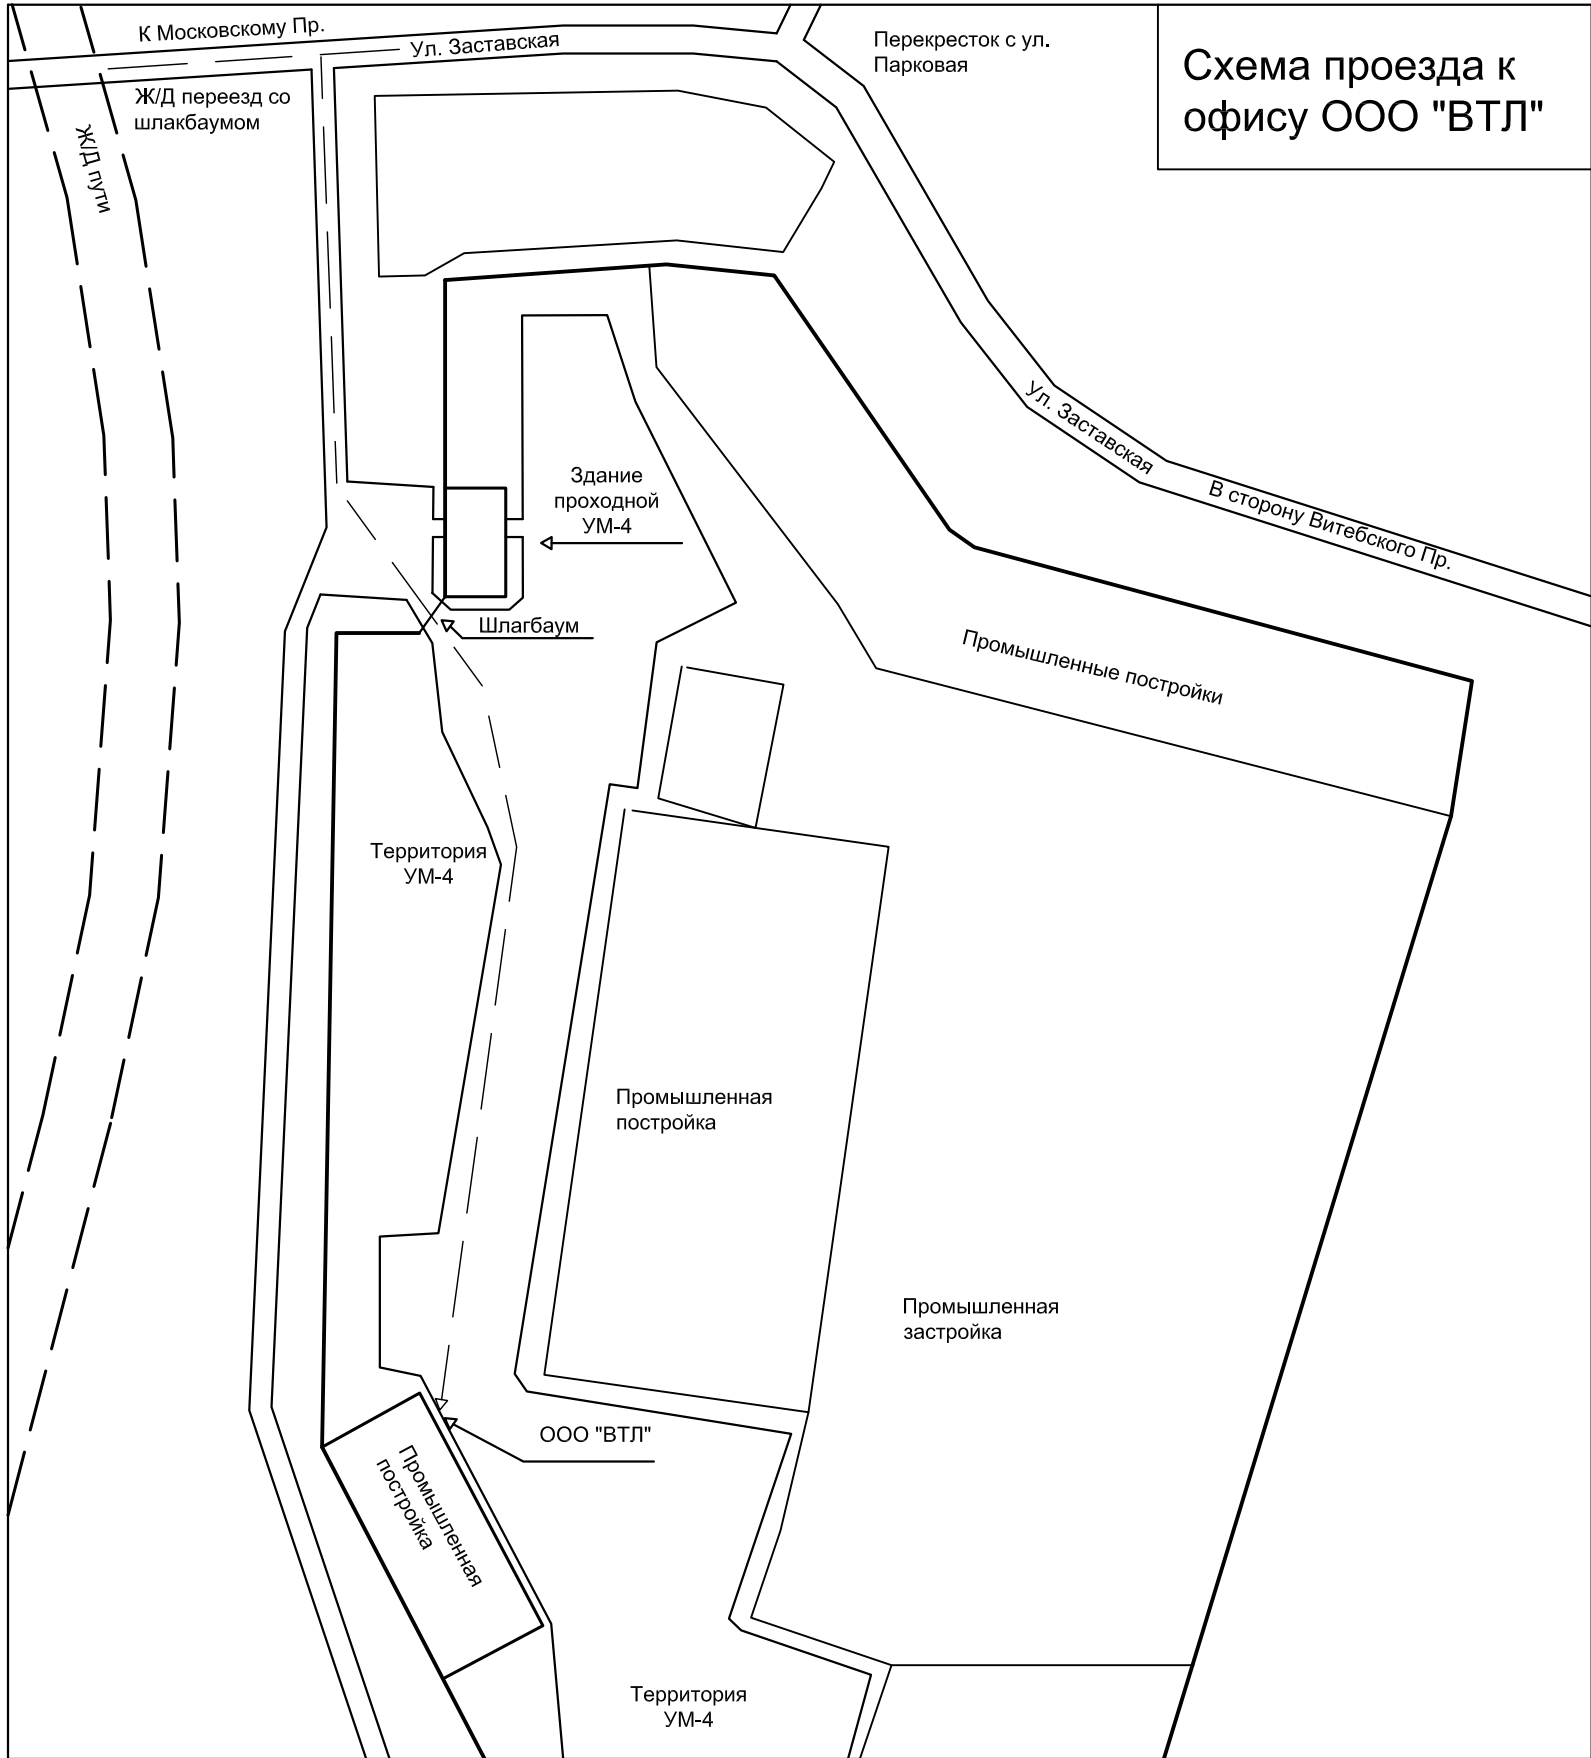 К Московскому Пр.
Ул. Заставская
Перекресток с ул.
Парковая
Схема проезда к
офису ООО "ВТЛ"
Ж/Д переезд со
шлакбаумом
Ж/Д пути
Ул. Заставская
В сторону Витебского Пр.
Здание
проходной
УМ-4
Шлагбаум
Промышленные постройки
Территория
УМ-4
Промышленная
постройка
Промышленная
застройка
ООО "ВТЛ"
Промышленная
постройка
Территория
УМ-4